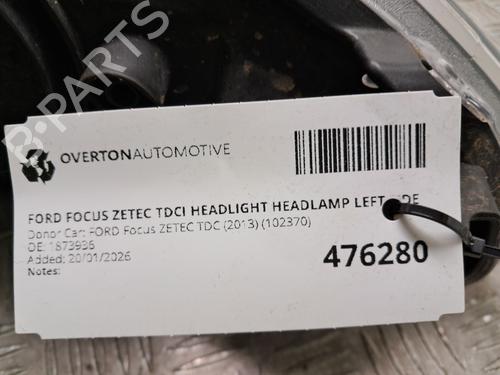 B-PARTS
OVERTONAUTOMOTIVE
FORD FOCUS ZETEC TDCI HEADLIGHT HEADLAMP LEFT
Donor Car: FORD Focus ZETEC TDC (2013) (102370)
OE: 1873936
Added: 20/01/2026
Notes:
476280